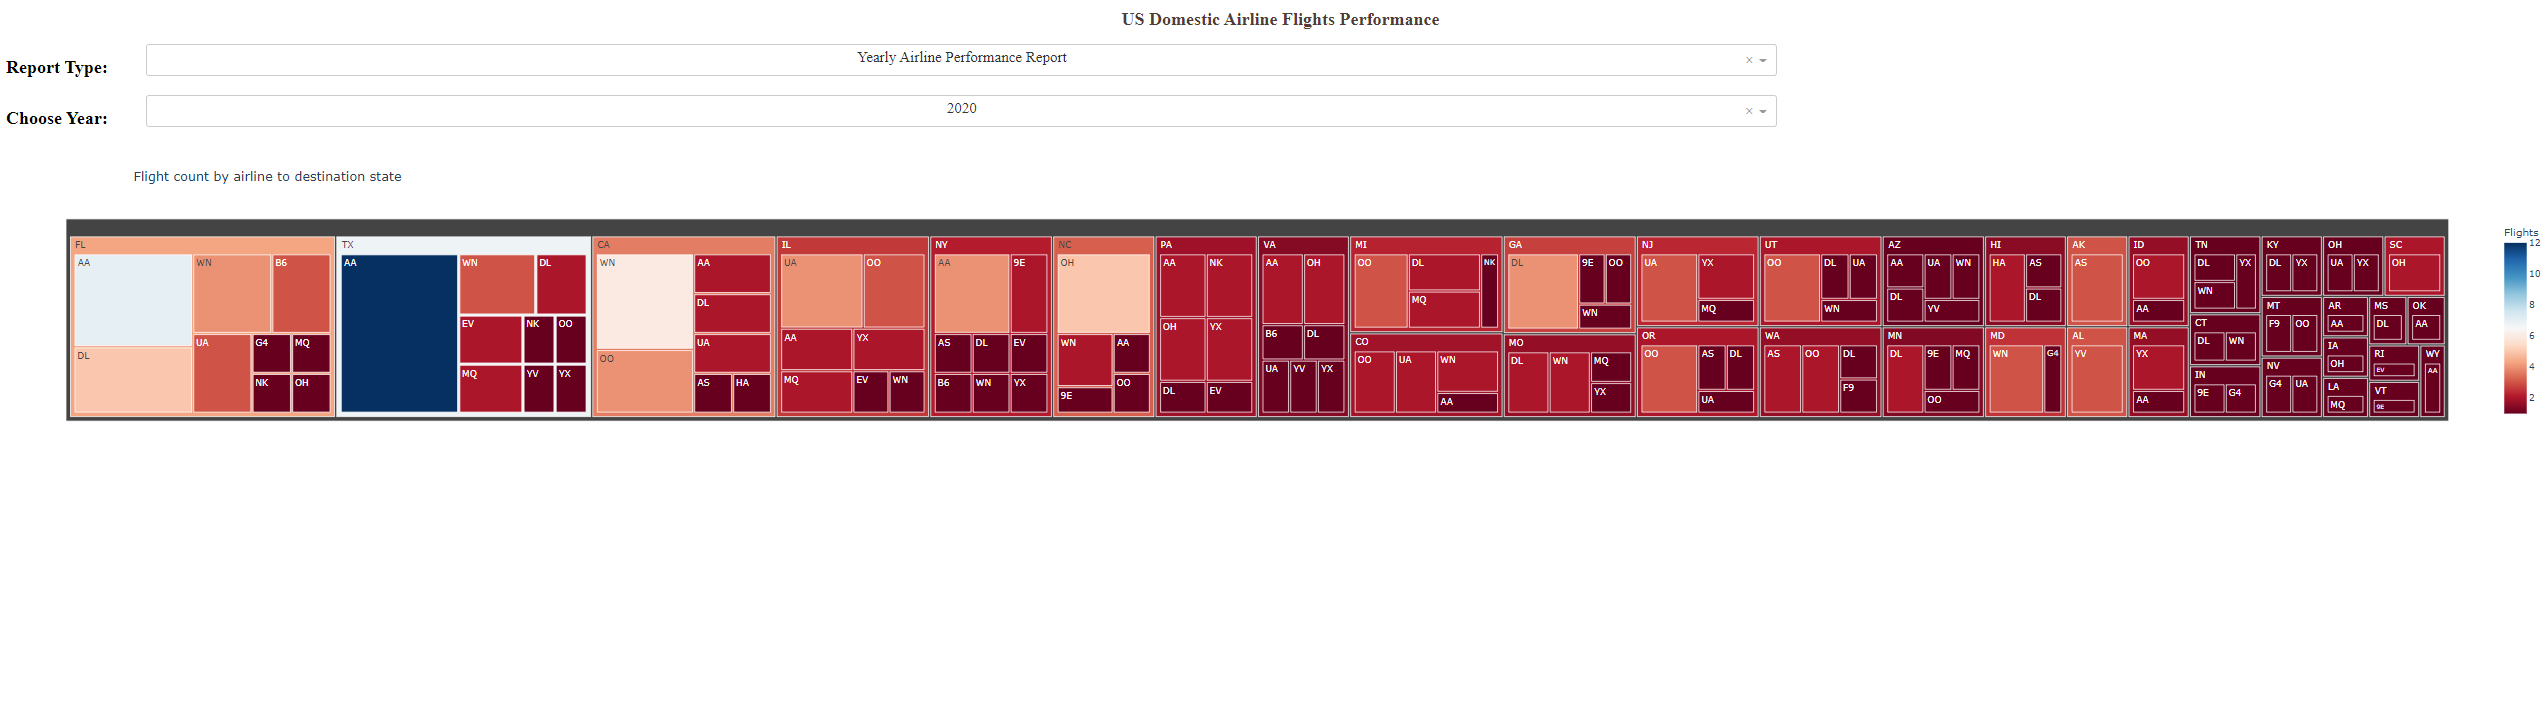 US Domestic Airline Flights Performance
Report Type:
Yearly Airline Performance Report
×
Choose Year:
2020
×
Flight count by airline to destination state
FL
AA
DL
WN
B6
UA
G4
MQ
NK
OH
TX
AA
WN
DL
EV
NK
OO
MQ
YV
YX
CA
WN
OO
AA
DL
UA
AS
HA
IL
UA
OO
AA
YX
MQ
EV
WN
NY
AA
9E
AS
DL
EV
B6
WN
YX
NC
OH
WN
AA
9E
OO
PA
AA
NK
OH
YX
DL
EV
VA
AA
OH
B6
DL
UA
YV
YX
MI
OO
DL
NK
MQ
CO
OO
UA
WN
AA
GA
DL
9E
OO
WN
MO
DL
WN
MQ
YX
NJ
UA
YX
MQ
OR
OO
AS
DL
UA
UT
OO
DL
UA
WN
WA
AS
OO
DL
F9
AZ
AA
UA
WN
DL
YV
MN
DL
9E
MQ
OO
HI
HA
AS
DL
MD
WN
G4
AK
AS
AL
YV
ID
OO
AA
MA
YX
AA
TN
DL
YX
WN
CT
DL
WN
IN
9E
G4
KY
DL
YX
MT
F9
OO
NV
G4
UA
OH
UA
YX
AR
AA
IA
OH
LA
MQ
SC
OH
MS
DL
OK
AA
RI
EV
VT
9E
WY
AA
Flights
12
10
8
6
4
2